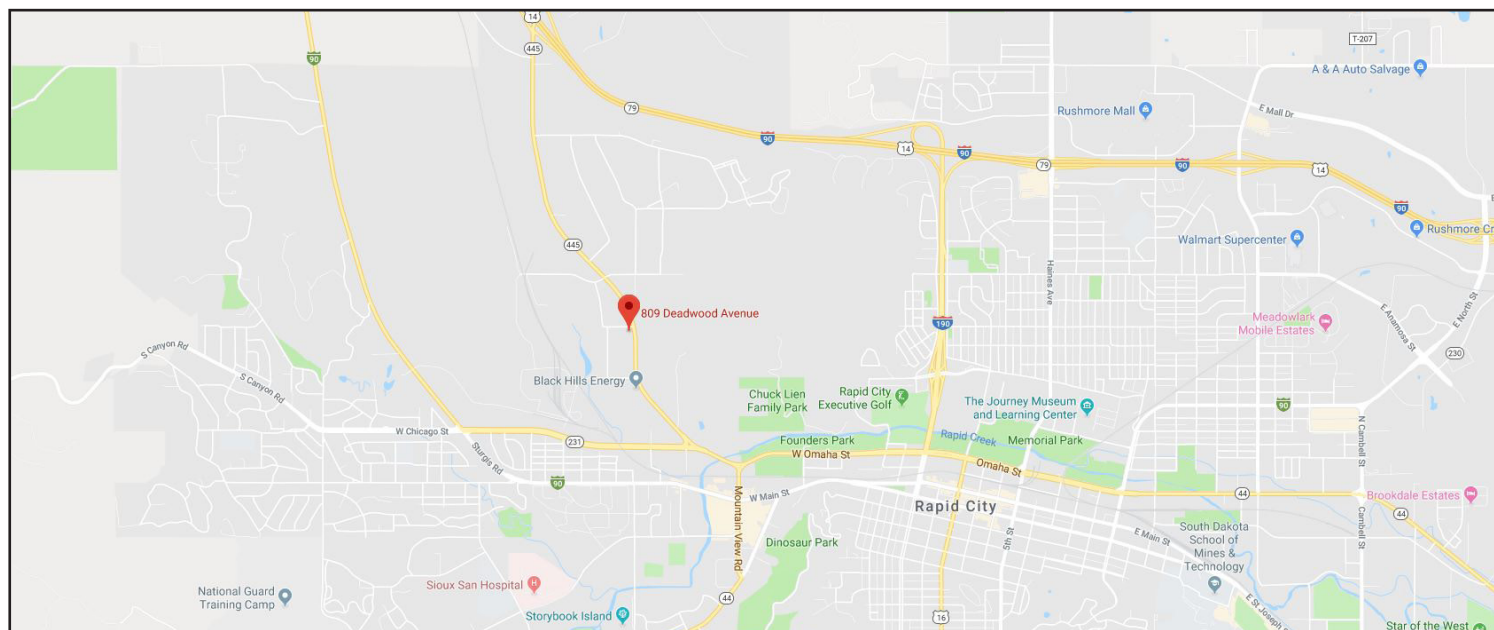 14
445
90
T-207
A & A Auto Salvage
79
Rushmore Mall
E Mall Dr
90
14
90
79
90
14
90
445
Walmart Supercenter
Rushmore Cr
Haines Ave
809 Deadwood Avenue
190
Meadowlark
Mobile Estates
E Anamosa St
E North St
230
S Canyon Rd
S Canyon Rd
Black Hills Energy
Chuck Lien
Family Park
Rapid City
Executive Golf
The Journey Museum
and Learning Center
90
W Chicago St
231
Sturgis Rd
Founders Park
W Omaha St
Rapid Creek
Memorial Park
Omaha St
N Cambell St
90
Mountain View Rd
W Main St
Rapid City
44
Brookdale Estates
44
5th St
E Main St
South Dakota
School of
Mines &
Technology
Cambell St
Dinosaur Park
Sioux San Hospital
National Guard
Training Camp
44
Storybook Island
16
E St Joseph S
Star of the West